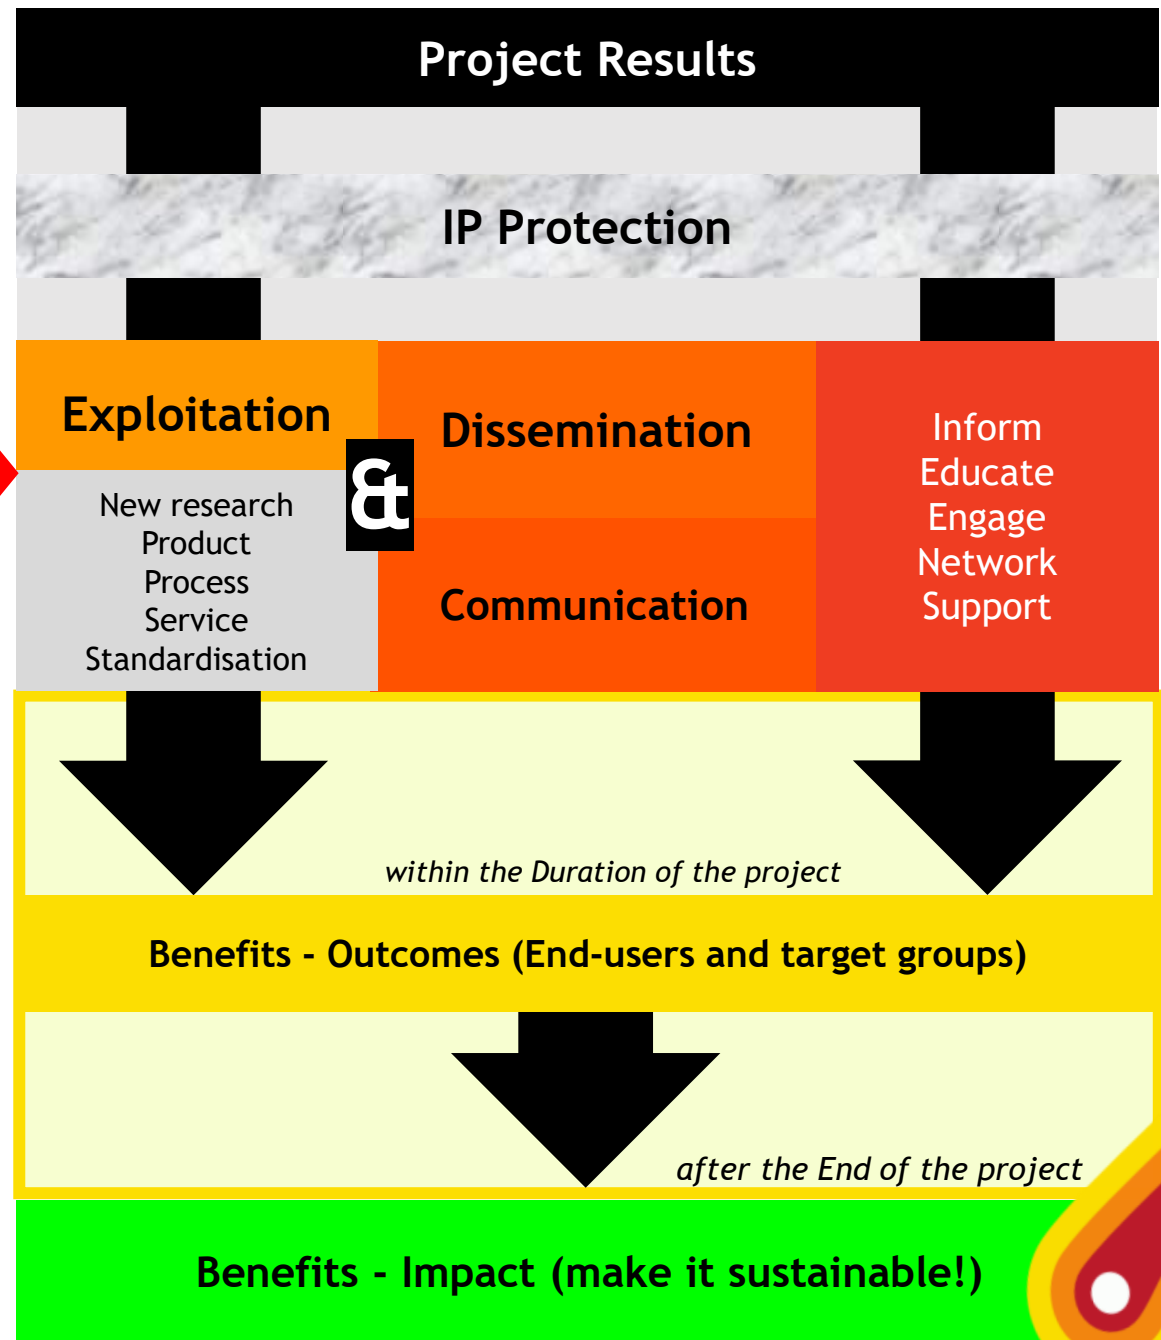 Project Results
IP Protection
Exploitation
New research
Product
Process
Service
Standardisation
&
Dissemination
Communication
Inform
Educate
Engage
Network
Support
within the Duration of the project
Benefits - Outcomes (End-users and target groups)
after the End of the project
Benefits - Impact (make it sustainable!)